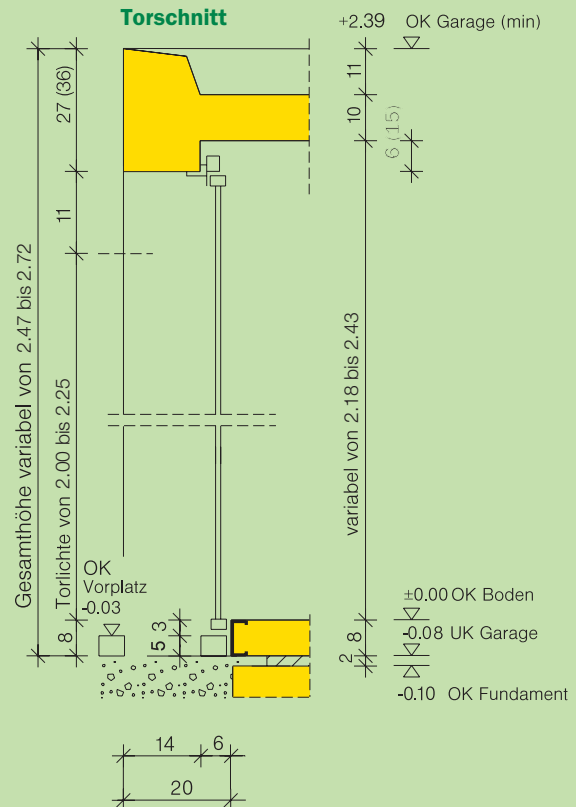 Torschnitt
+2.39 OK Garage (min)
27 (36)
11
11
10
6 (15)
Gesamthöhe variabel von 2.47 bis 2.72
Torlichte von 2.00 bis 2.25
variabel von 2.18 bis 2.43
OK
Vorplatz
-0.03
8
3
5
±0.00 OK Boden
8
-0.08 UK Garage
2
-0.10 OK Fundament
14
6
20